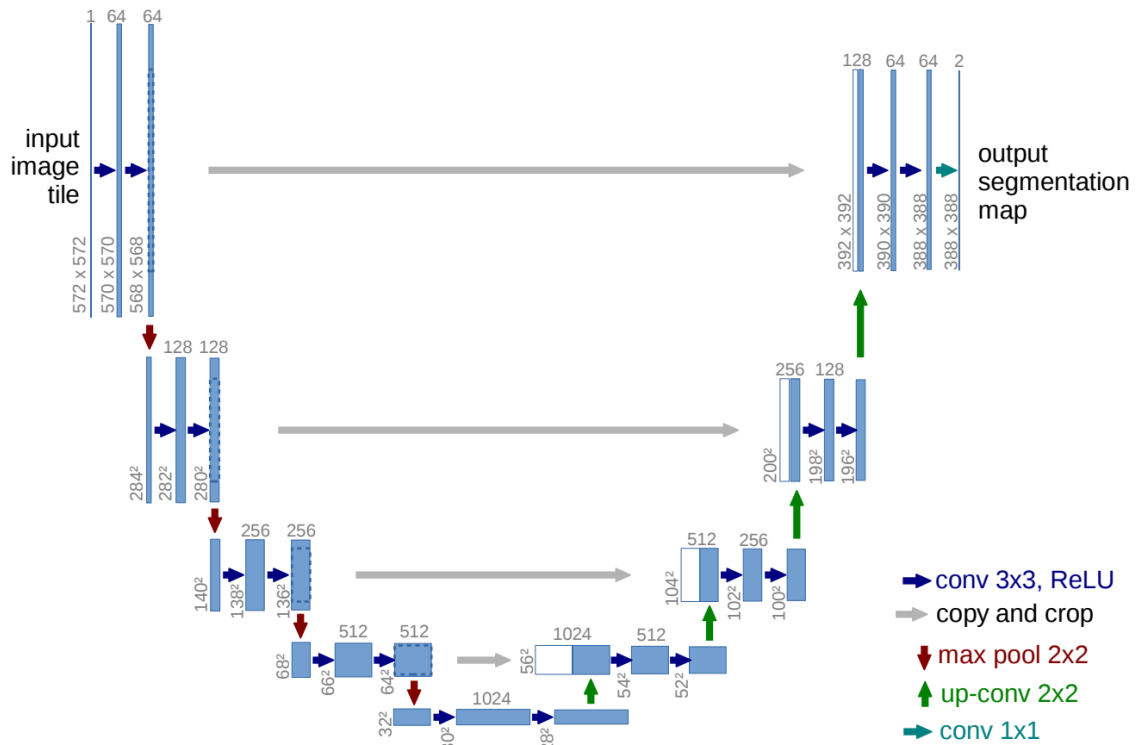 1 64 64
input
image
tile
572 x 572
570 x 570
568 x 568
128 64 64 2
output
segmentation
map
392 x 392
390 x 390
388 x 388
388 x 388
128 128
284²
282²
280²
256 128
200²
198²
196²
256 256
140²
138²
136²
512 256
104²
102²
100²
512 512
68²
66²
64²
1024 512
56²
54²
52²
1024
32²
conv 3x3, ReLU
copy and crop
max pool 2x2
up-conv 2x2
conv 1x1